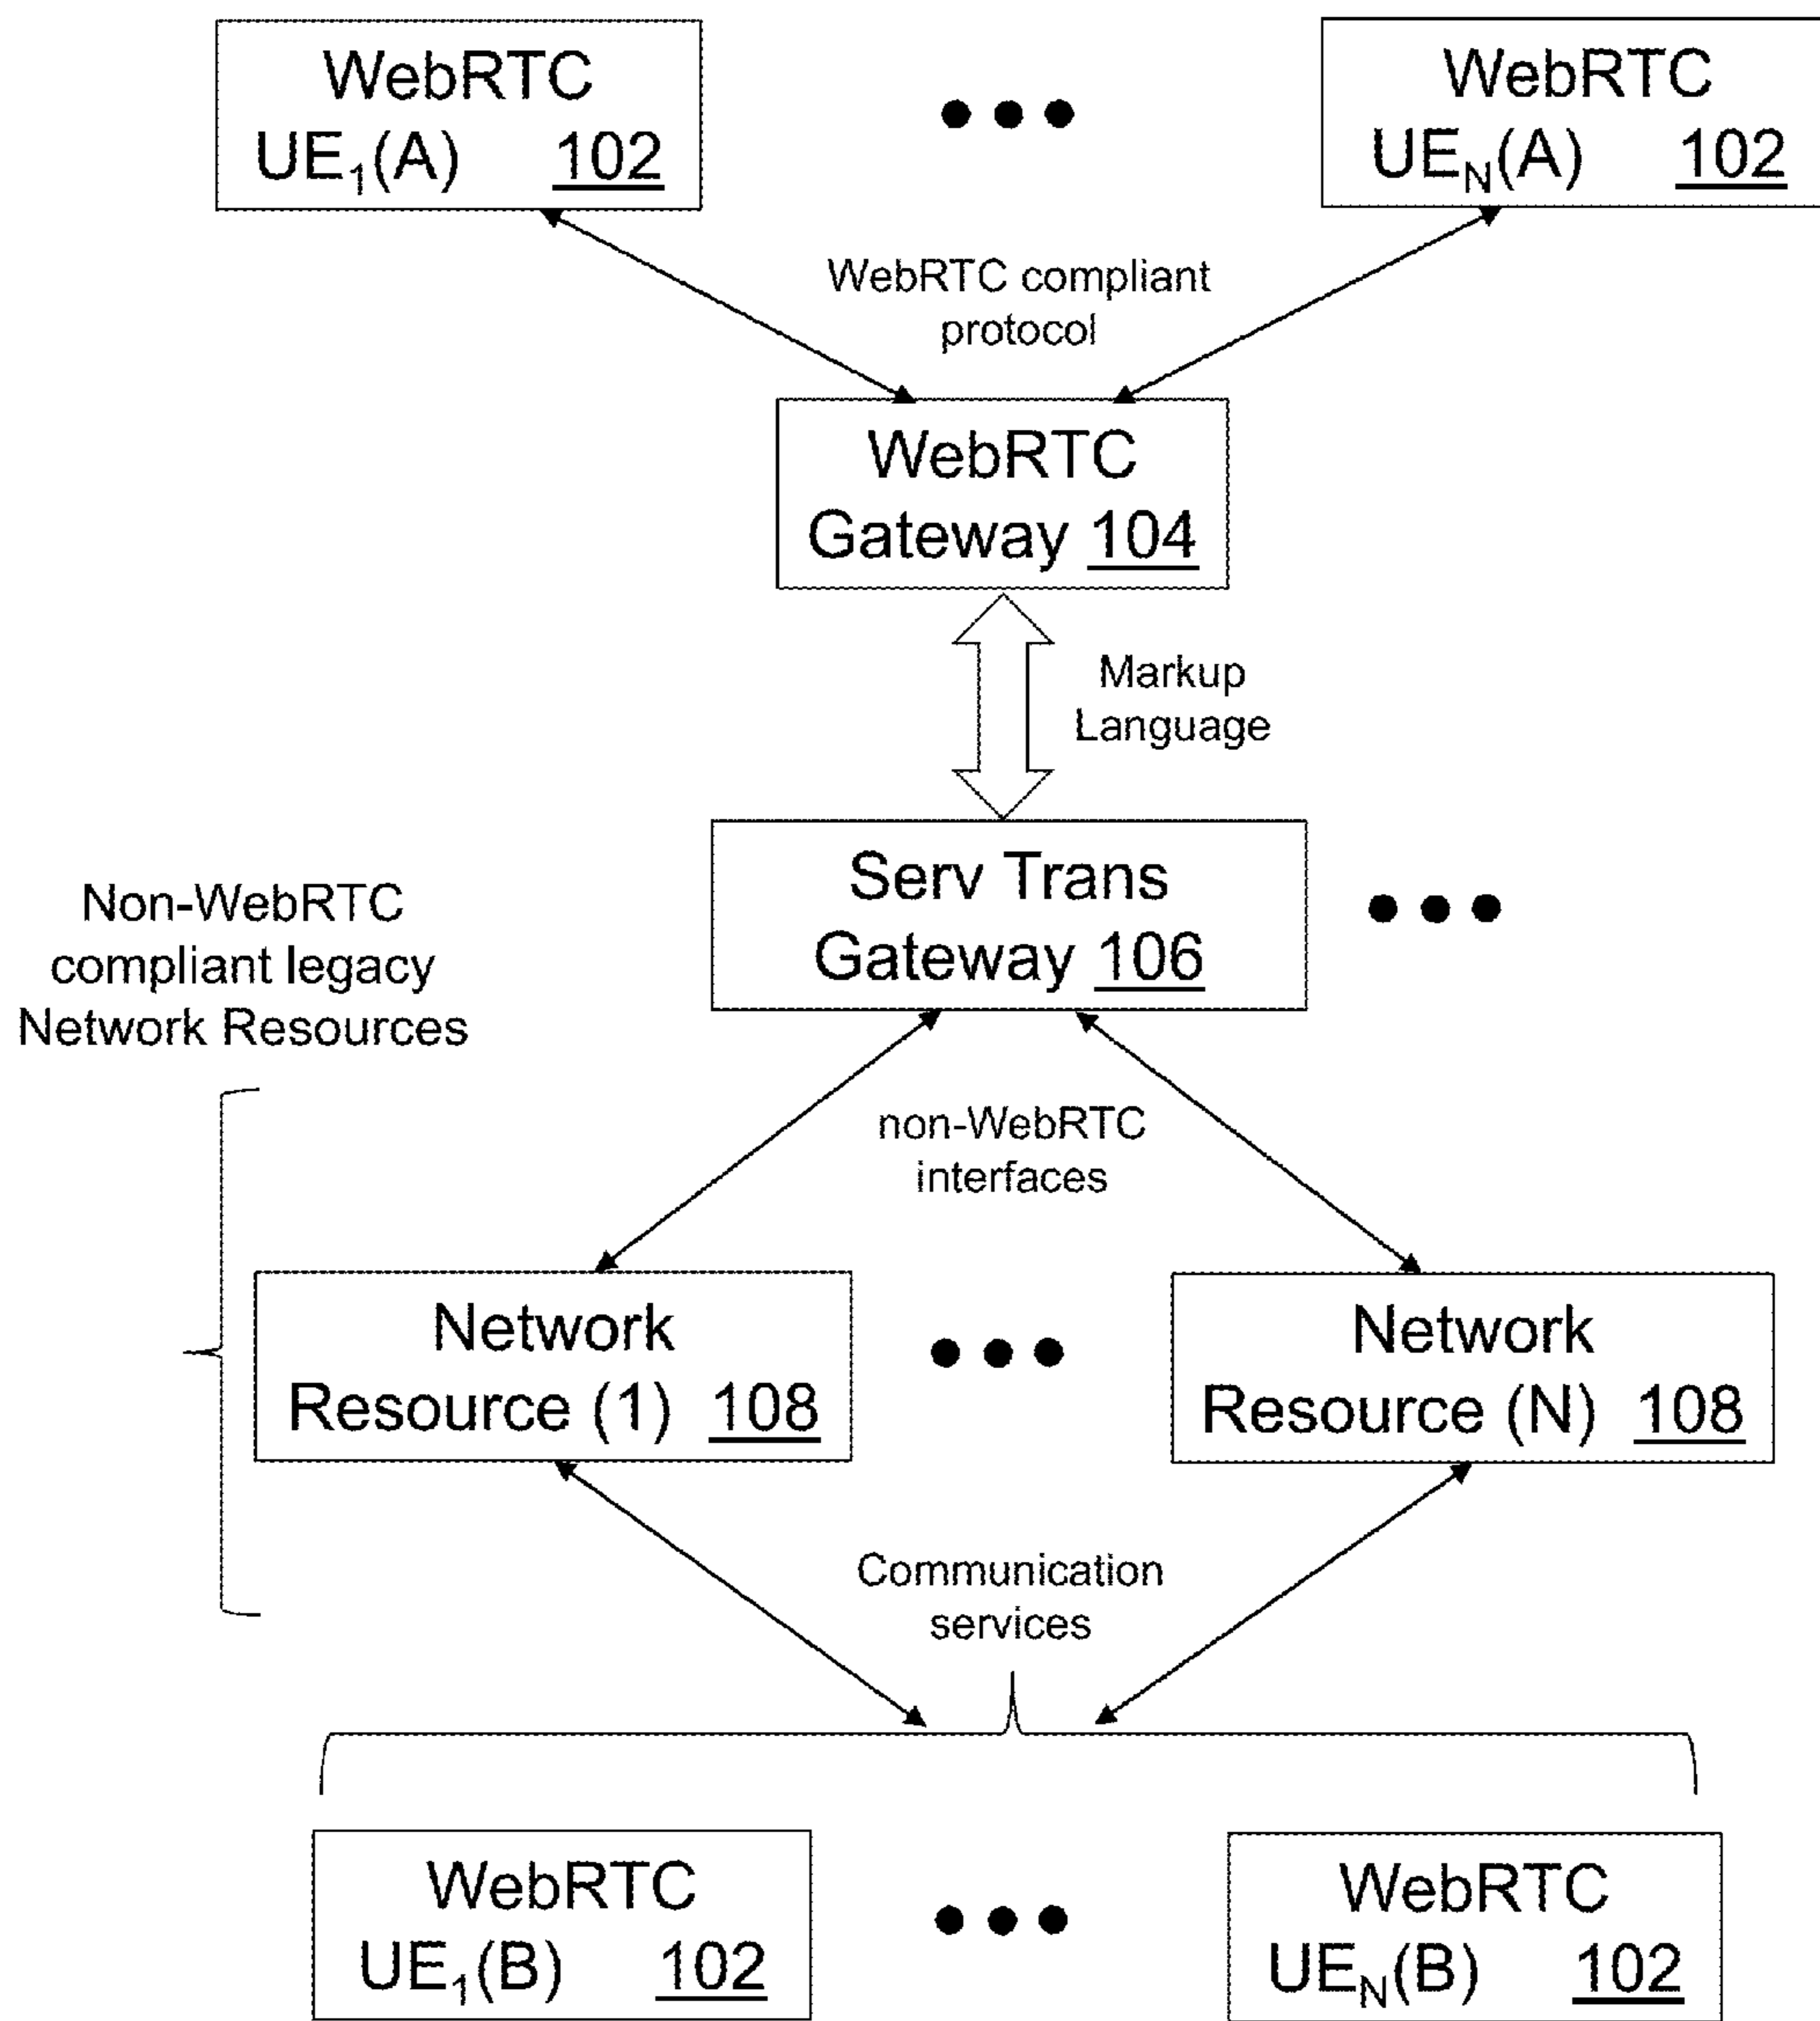 WebRTC
UE₁(A) 102
WebRTC
UE_N(A) 102
WebRTC compliant
protocol
WebRTC
Gateway 104
Markup
Language
Serv Trans
Gateway 106
Non-WebRTC
compliant legacy
Network Resources
non-WebRTC
interfaces
Network
Resource (1) 108
Network
Resource (N) 108
Communication
services
WebRTC
UE₁(B) 102
WebRTC
UE_N(B) 102